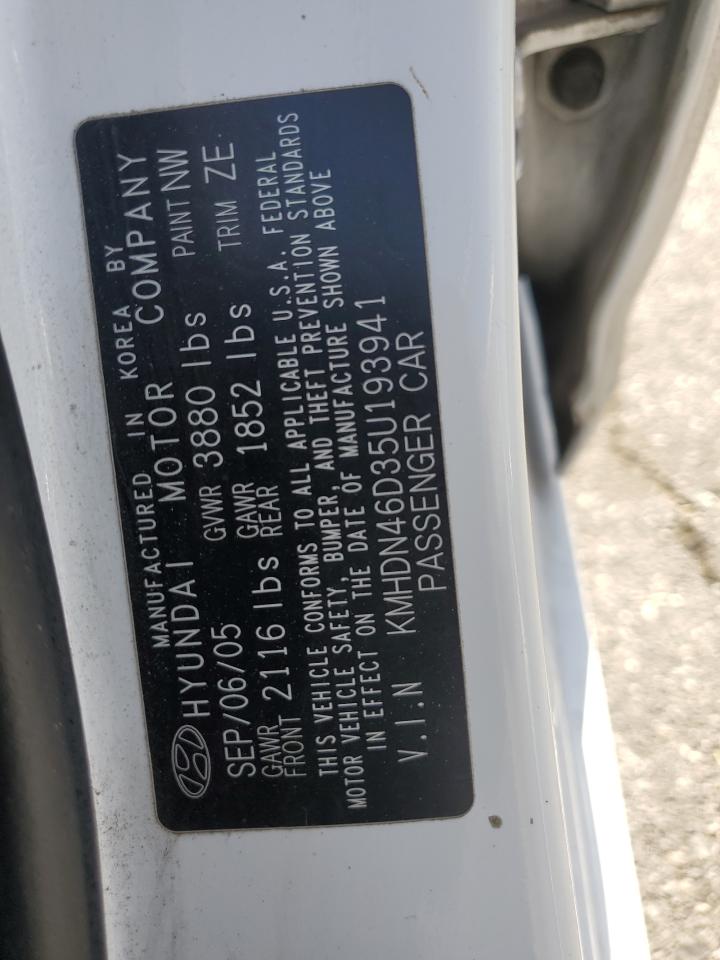 MANUFACTURED IN KOREA BY
HYUNDAI MOTOR COMPANY
SEP/06/05 GVWR 3880 lbs PAINT NW
GAWR FRONT 2116 lbs GAWR REAR 1852 lbs TRIM ZE
THIS VEHICLE CONFORMS TO ALL APPLICABLE U.S.A. FEDERAL
MOTOR VEHICLE SAFETY, BUMPER, AND THEFT PREVENTION STANDARDS
IN EFFECT ON THE DATE OF MANUFACTURE SHOWN ABOVE
V.I.N KMHDN46D35U193941
PASSENGER CAR